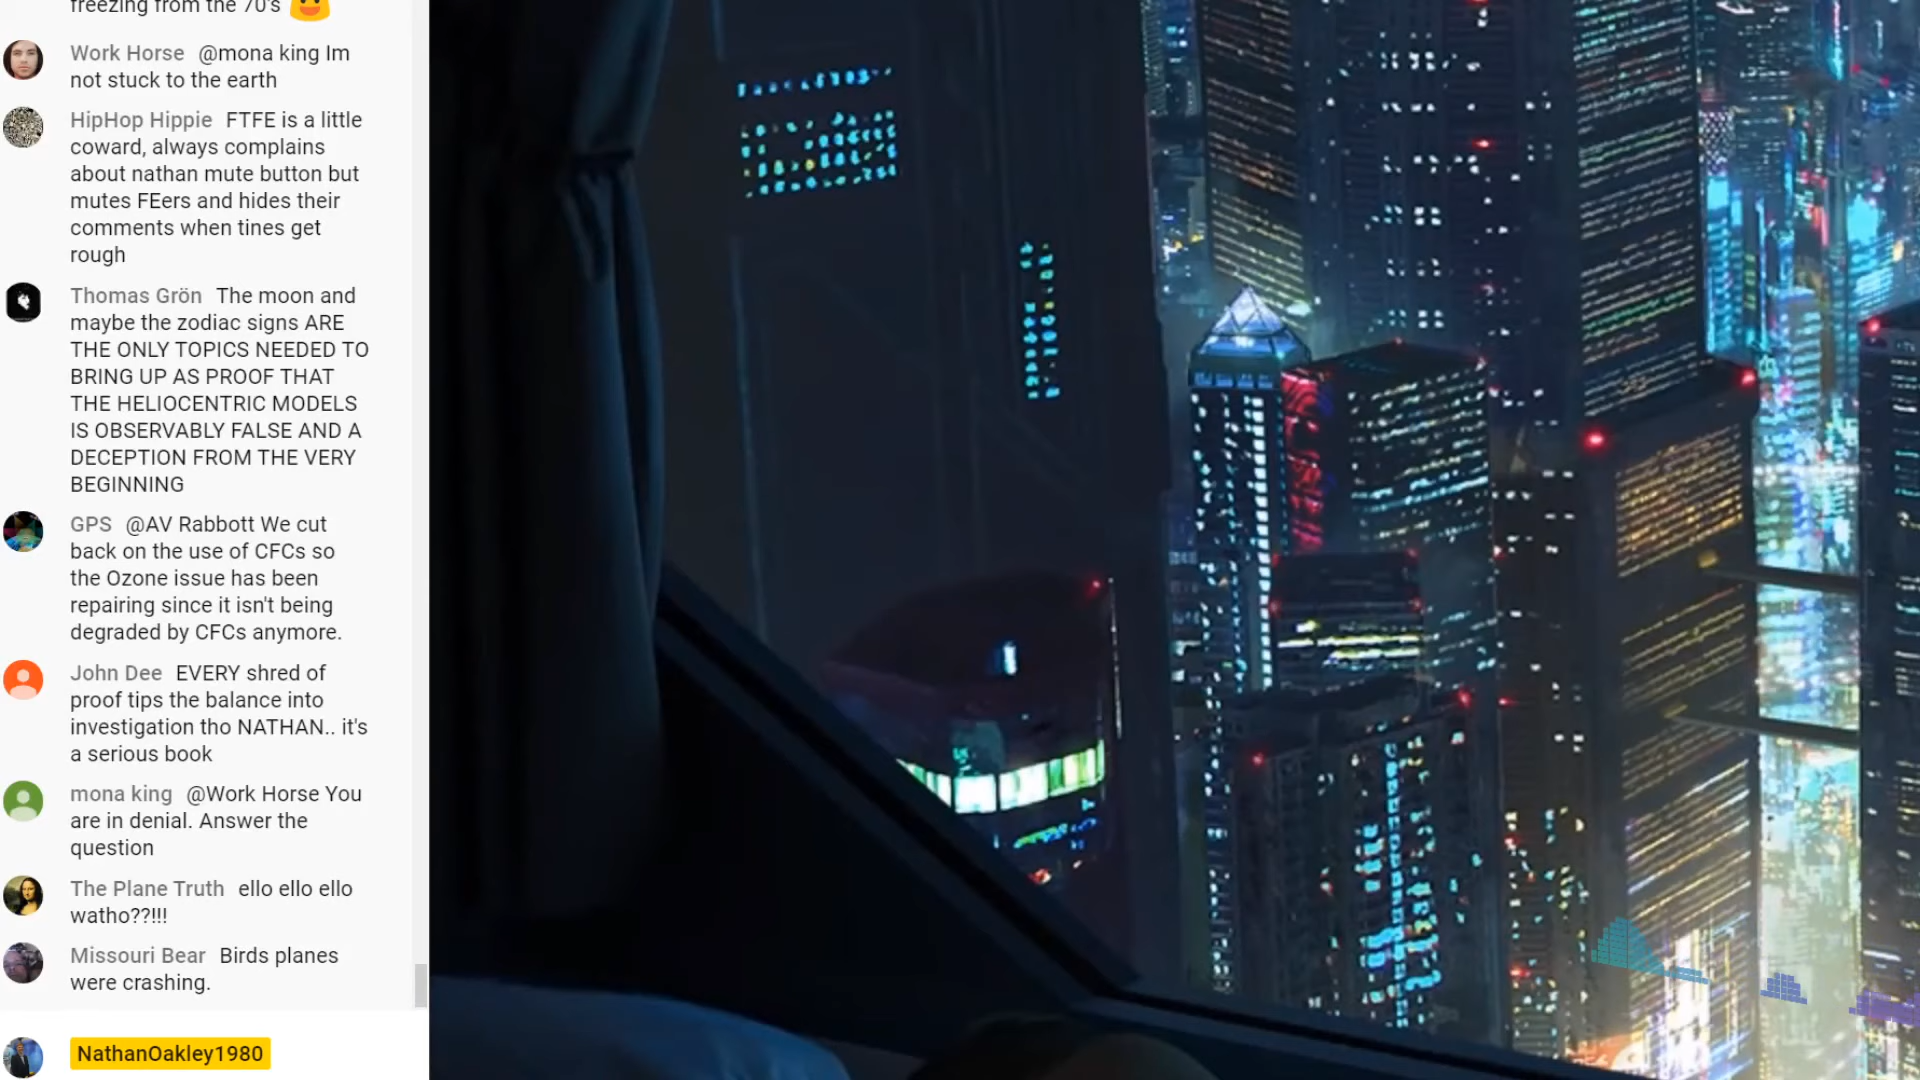 freezing from the 70's
Work Horse @mona king Im
not stuck to the earth
HipHop Hippie FTFE is a little
coward, always complains
about nathan mute button but
mutes FEers and hides their
comments when tines get
rough
Thomas Grön The moon and
maybe the zodiac signs ARE
THE ONLY TOPICS NEEDED TO
BRING UP AS PROOF THAT
THE HELIOCENTRIC MODELS
IS OBSERVABLY FALSE AND A
DECEPTION FROM THE VERY
BEGINNING
GPS @AV Rabbott We cut
back on the use of CFCs so
the Ozone issue has been
repairing since it isn't being
degraded by CFCs anymore.
John Dee EVERY shred of
proof tips the balance into
investigation tho NATHAN.. it's
a serious book
mona king @Work Horse You
are in denial. Answer the
question
The Plane Truth ello ello ello
watho??!!!
Missouri Bear Birds planes
were crashing.
NathanOakley1980